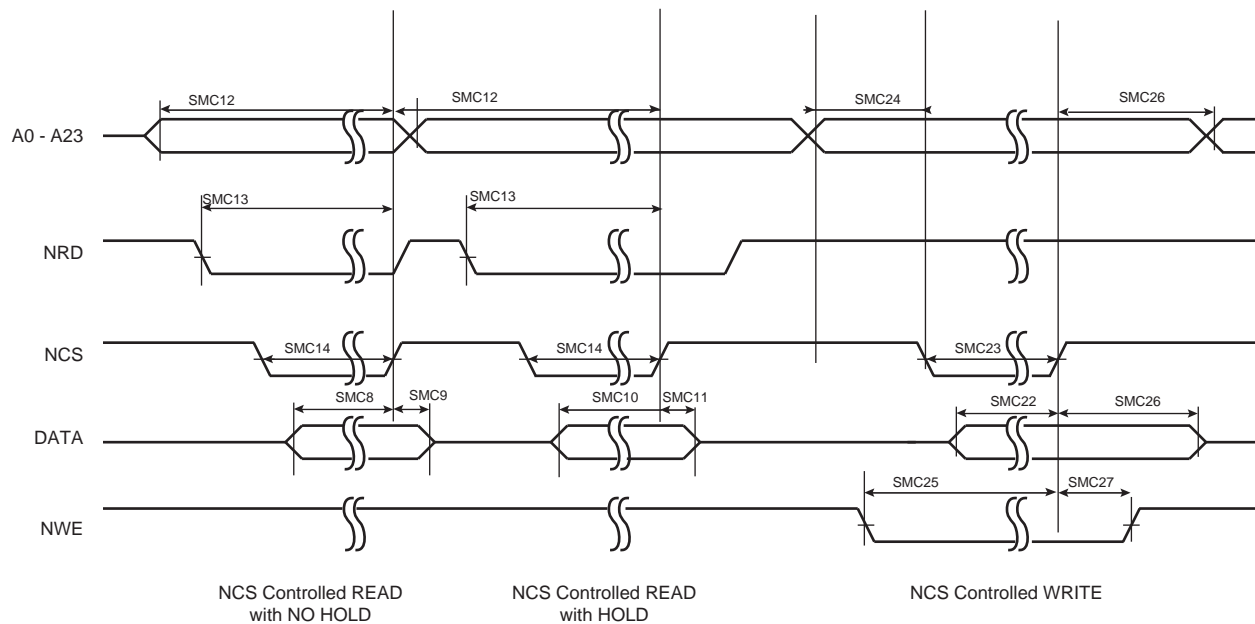 SMC12
SMC12
SMC24
SMC26
A0 - A23
SMC13
SMC13
NRD
NCS
SMC14
SMC14
SMC23
SMC8
SMC9
SMC10
SMC11
SMC22
SMC26
DATA
SMC25
SMC27
NWE
NCS Controlled READ
with NO HOLD
NCS Controlled READ
with HOLD
NCS Controlled WRITE